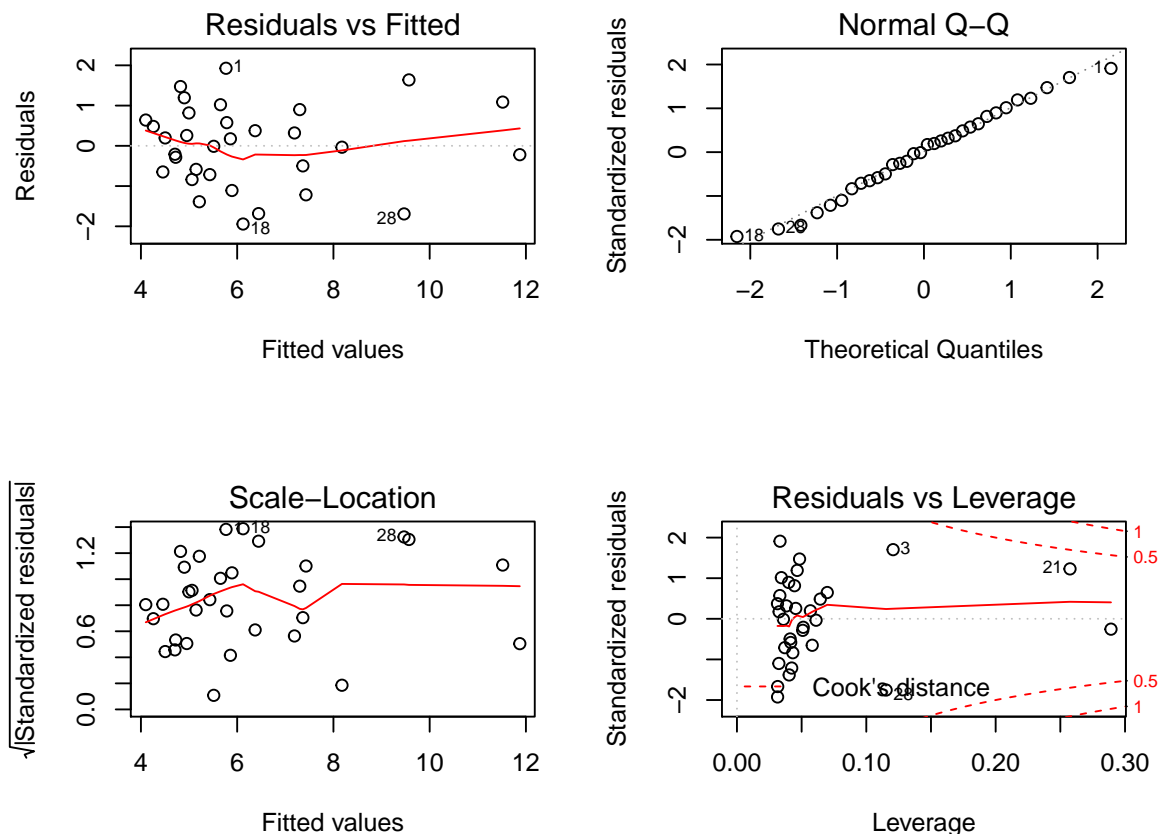 Residuals vs Fitted
Residuals
2
1
0
−2
1
18
28
4 6 8 10 12
Fitted values
Normal Q−Q
Standardized residuals
2
1
0
−2
1
18
28
−2 −1 0 1 2
Theoretical Quantiles
Scale−Location
√|Standardized residuals|
1.2
0.6
0.0
1
18
28
4 6 8 10 12
Fitted values
Residuals vs Leverage
Standardized residuals
2
1
0
−2
3
21
28
Cook's distance
1
0.5
0.5
1
0.00 0.10 0.20 0.30
Leverage